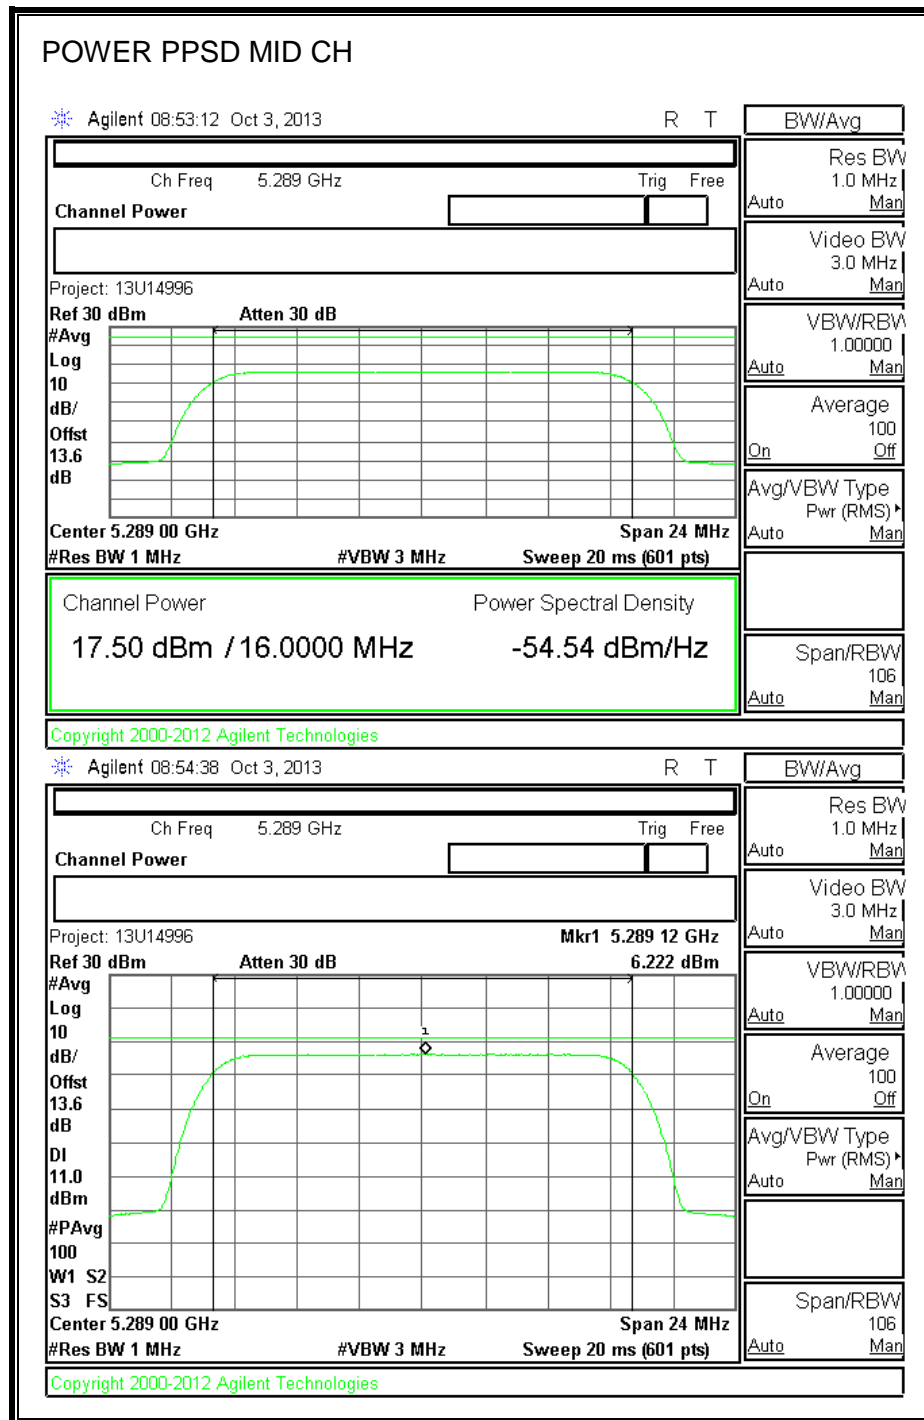 POWER PPSD MID CH
Agilent 08:53:12 Oct 3, 2013 R T
BW/Avg
Ch Freq 5.289 GHz Trig Free
Channel Power
Project: 13U14996
Ref 30 dBm Atten 30 dB
#Avg
Log
10
dB/
Offst
13.6
dB
Center 5.289 00 GHz Span 24 MHz
#Res BW 1 MHz #VBW 3 MHz Sweep 20 ms (601 pts)
Channel Power Power Spectral Density
17.50 dBm / 16.0000 MHz -54.54 dBm/Hz
Copyright 2000-2012 Agilent Technologies
Res BW
1.0 MHz
Auto Man
Video BW
3.0 MHz
Auto Man
VBW/RBW
1.00000
Auto Man
Average
100
On Off
Avg/VBW Type
Pwr (RMS)
Auto Man
Span/RBW
106
Auto Man
Agilent 08:54:38 Oct 3, 2013 R T
BW/Avg
Ch Freq 5.289 GHz Trig Free
Channel Power
Project: 13U14996 Mkr1 5.289 12 GHz
Ref 30 dBm Atten 30 dB 6.222 dBm
#Avg
Log
10
dB/
Offst
13.6
dB
DI
11.0
dBm
#PAvg
100
W1 S2
S3 FS
1
Center 5.289 00 GHz Span 24 MHz
#Res BW 1 MHz #VBW 3 MHz Sweep 20 ms (601 pts)
Copyright 2000-2012 Agilent Technologies
Res BW
1.0 MHz
Auto Man
Video BW
3.0 MHz
Auto Man
VBW/RBW
1.00000
Auto Man
Average
100
On Off
Avg/VBW Type
Pwr (RMS)
Auto Man
Span/RBW
106
Auto Man